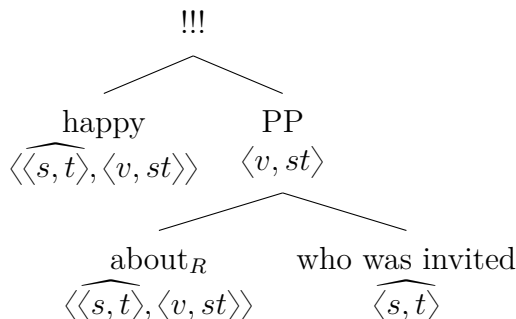 !!!
happy PP
⟨⟨s, t⟩, ⟨v, st⟩⟩ ⟨v, st⟩
about_R who was invited
⟨⟨s, t⟩, ⟨v, st⟩⟩ ⟨s, t⟩